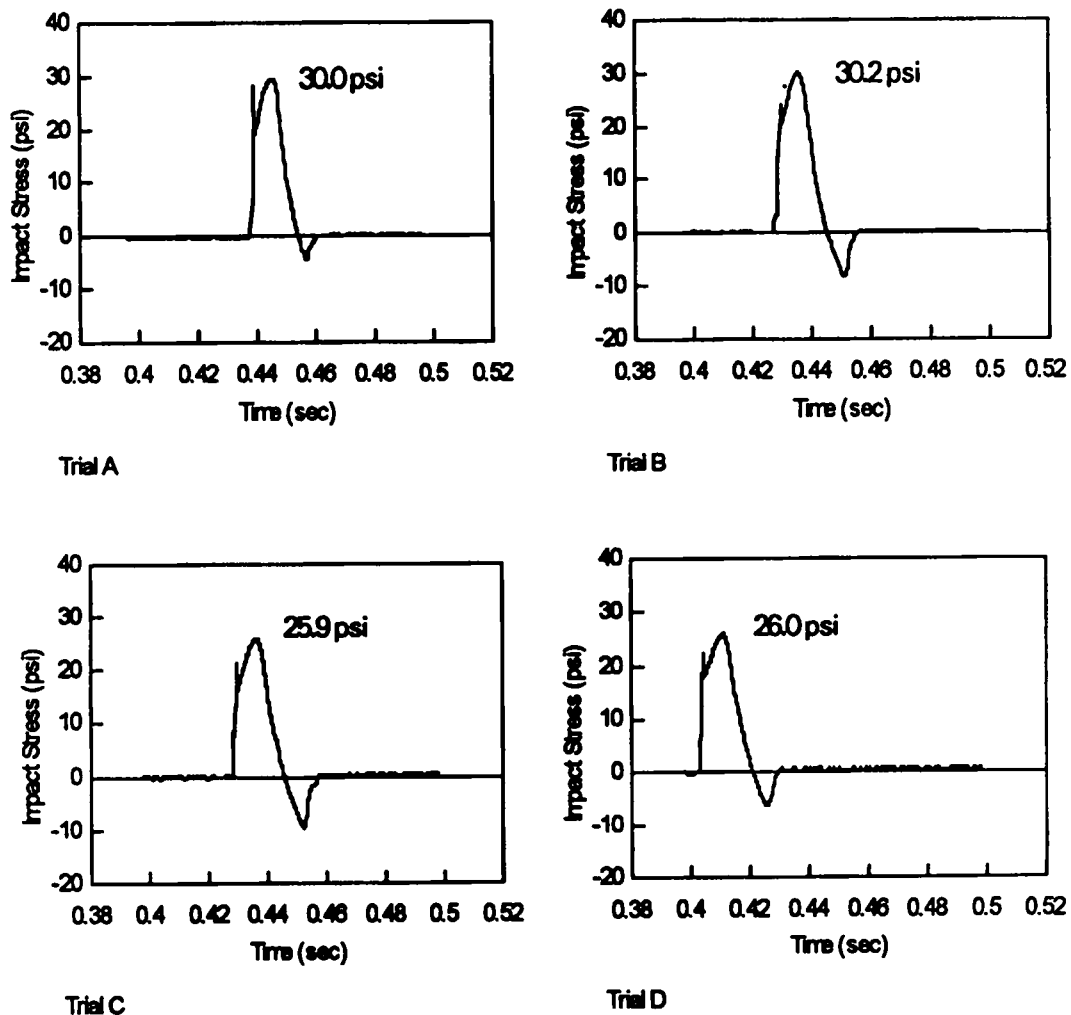 40
30
20
10
0
-10
-20
Impact Stress (psi)
30.0 psi
0.38 0.4 0.42 0.44 0.46 0.48 0.5 0.52
Time (sec)
Trial A
40
30
20
10
0
-10
-20
Impact Stress (psi)
30.2 psi
0.38 0.4 0.42 0.44 0.46 0.48 0.5 0.52
Time (sec)
Trial B
40
30
20
10
0
-10
-20
Impact Stress (psi)
25.9 psi
0.38 0.4 0.42 0.44 0.46 0.48 0.5 0.52
Time (sec)
Trial C
40
30
20
10
0
-10
-20
Impact Stress (psi)
26.0 psi
0.38 0.4 0.42 0.44 0.46 0.48 0.5 0.52
Time (sec)
Trial D